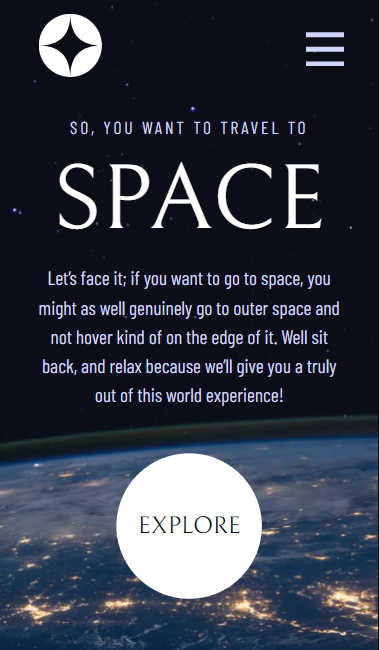 SO, YOU WANT TO TRAVEL TO
SPACE
Let’s face it; if you want to go to space, you
might as well genuinely go to outer space and
not hover kind of on the edge of it. Well sit
back, and relax because we’ll give you a truly
out of this world experience!
EXPLORE